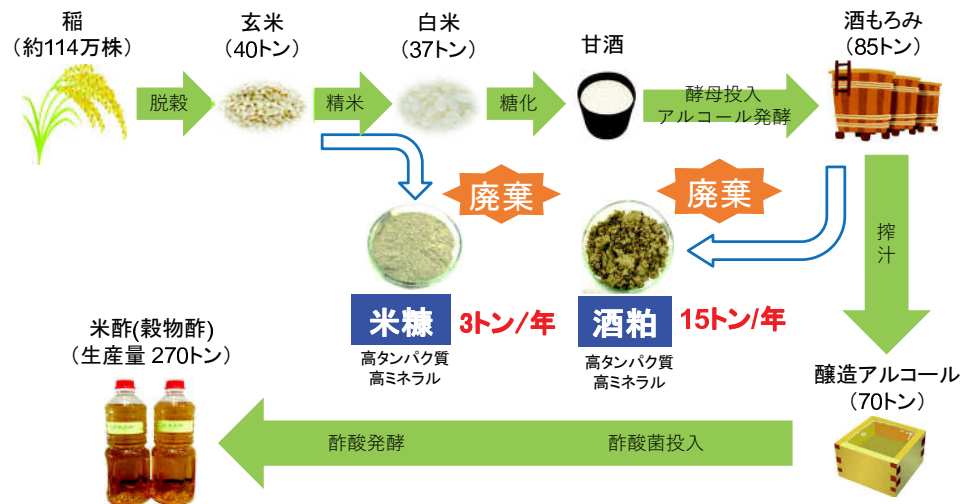 稲
（約114万株）
玄米
（40トン）
白米
（37トン）
甘酒
酒もろみ
（85トン）
脱穀
精米
糖化
酵母投入
アルコール発酵
廃棄
廃棄
搾
汁
米糠
3トン/年
高タンパク質
高ミネラル
酒粕
15トン/年
高タンパク質
高ミネラル
米酢(穀物酢)
（生産量 270トン）
醸造アルコール
（70トン）
酢酸発酵
酢酸菌投入